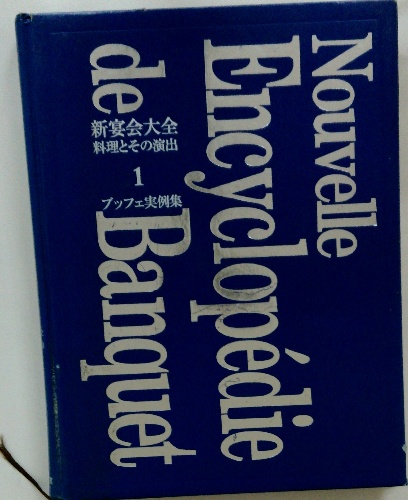 Nouvelle
Encyclopédie
de Banquet
新宴会大全
料理とその演出
1
ブッフェ実例集